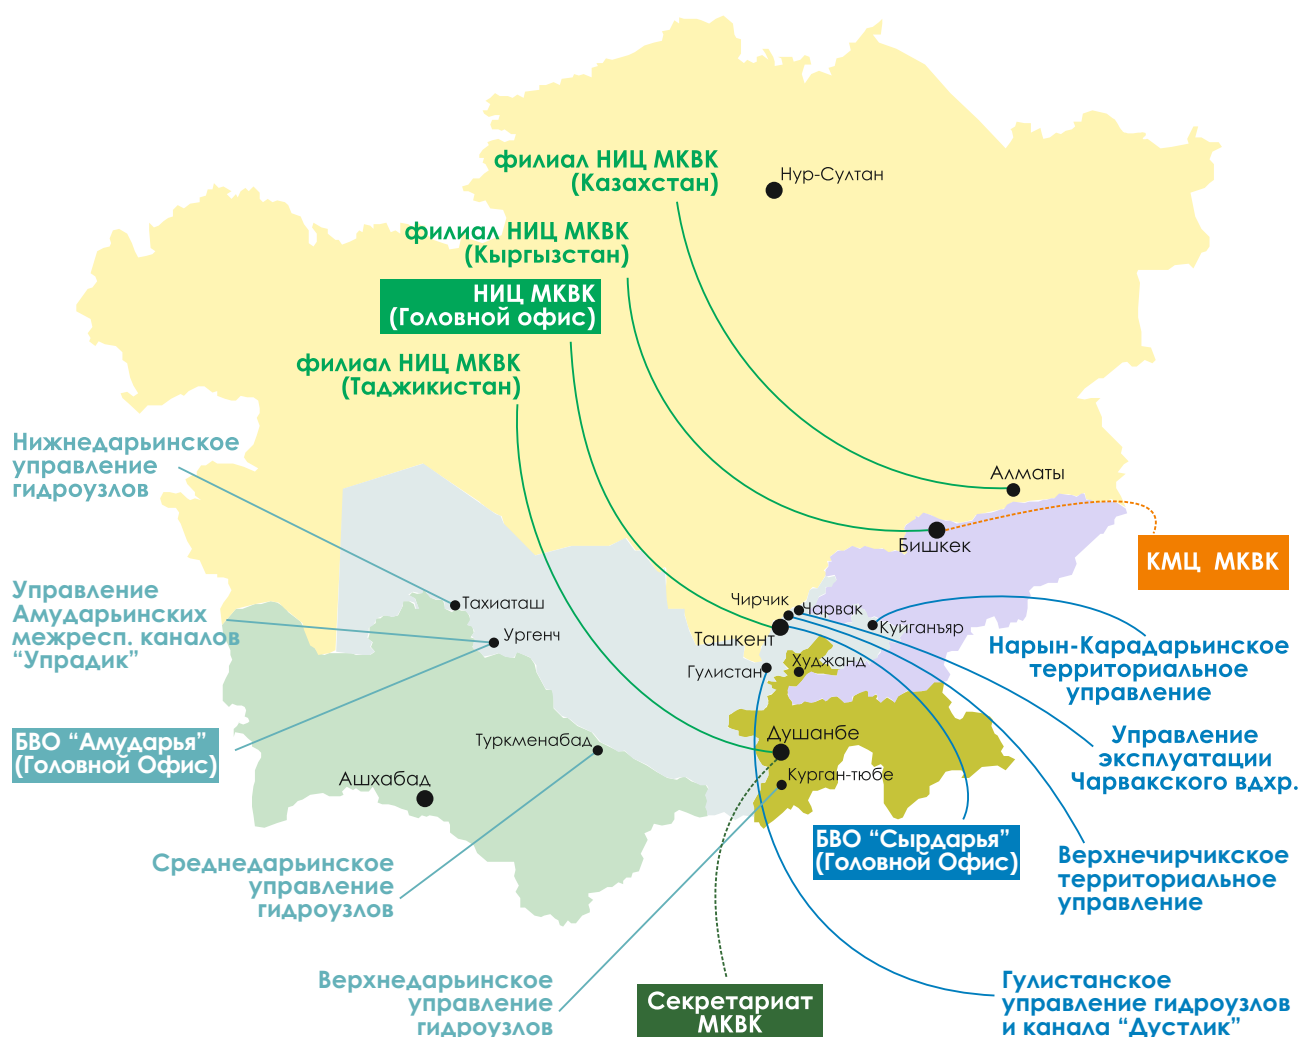 филиал НИЦ МКВК
(Казахстан)
Нур-Султан
филиал НИЦ МКВК
(Кыргызстан)
НИЦ МКВК
(Головной офис)
филиал НИЦ МКВК
(Таджикистан)
Нижнедарьинское
управление
гидроузлов
Алматы
Бишкек
КМЦ МКВК
Управление
Амударьинских
межресп. каналов
“Упрадик”
Тахиаташ
Ургенч
Чирчик
Чарвак
Ташкент
Куйганъяр
Гулистан
Худжанд
Нарын-Карадарьинское
территориальное
управление
БВО “Амударья”
(Головной Офис)
Туркменабад
Ашхабад
Душанбе
Курган-тюбе
Управление
эксплуатации
Чарвакского вдхр.
БВО “Сырдарья”
(Головной Офис)
Среднедарьинское
управление
гидроузлов
Верхнечирчикское
территориальное
управление
Верхнедарьинское
управление
гидроузлов
Секретариат
МКВК
Гулистанское
управление гидроузлов
и канала “Дустлик”